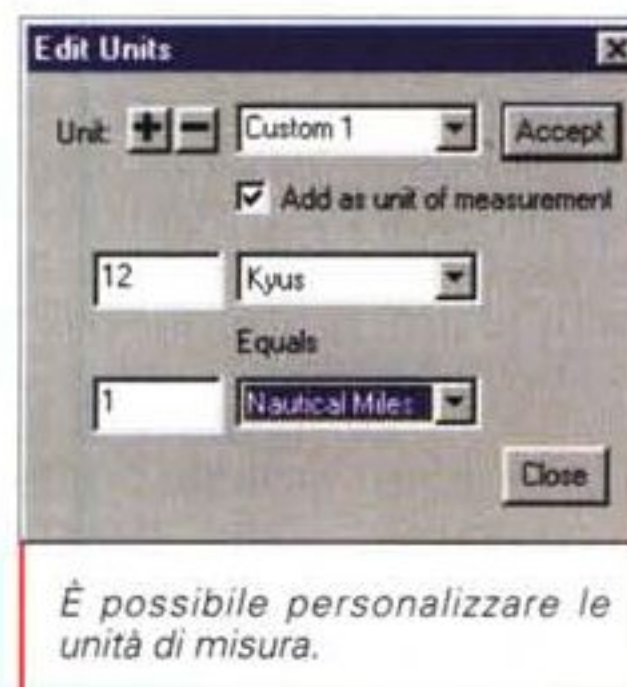 Edit Units
Unit: Custom 1 Accept
Add as unit of measurement
12 Kyus
Equals
1 Nautical Miles
Close
È possibile personalizzare le
unità di misura.